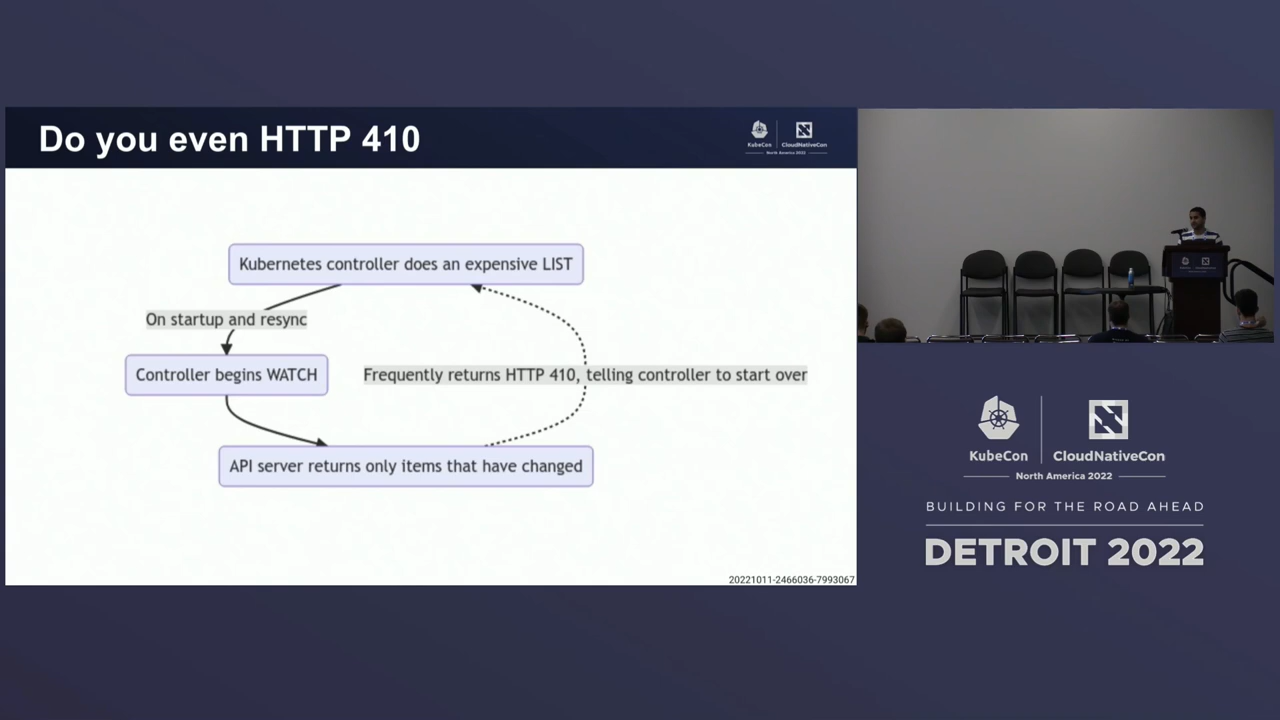 Do you even HTTP 410
KubeCon
CloudNativeCon
North America 2022
Kubernetes controller does an expensive LIST
On startup and resync
Controller begins WATCH
Frequently returns HTTP 410, telling controller to start over
API server returns only items that have changed
20221011-2466036-7993067
KubeCon
CloudNativeCon
North America 2022
BUILDING FOR THE ROAD AHEAD
DETROIT 2022